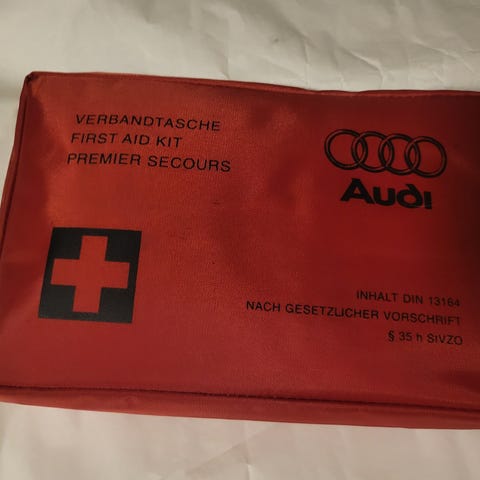 VERBANDTASCHE
FIRST AID KIT
PREMIER SECOURS
Audi
INHALT DIN 13164
NACH GESETZLICHER VORSCHRIFT
§ 35 h StVZO